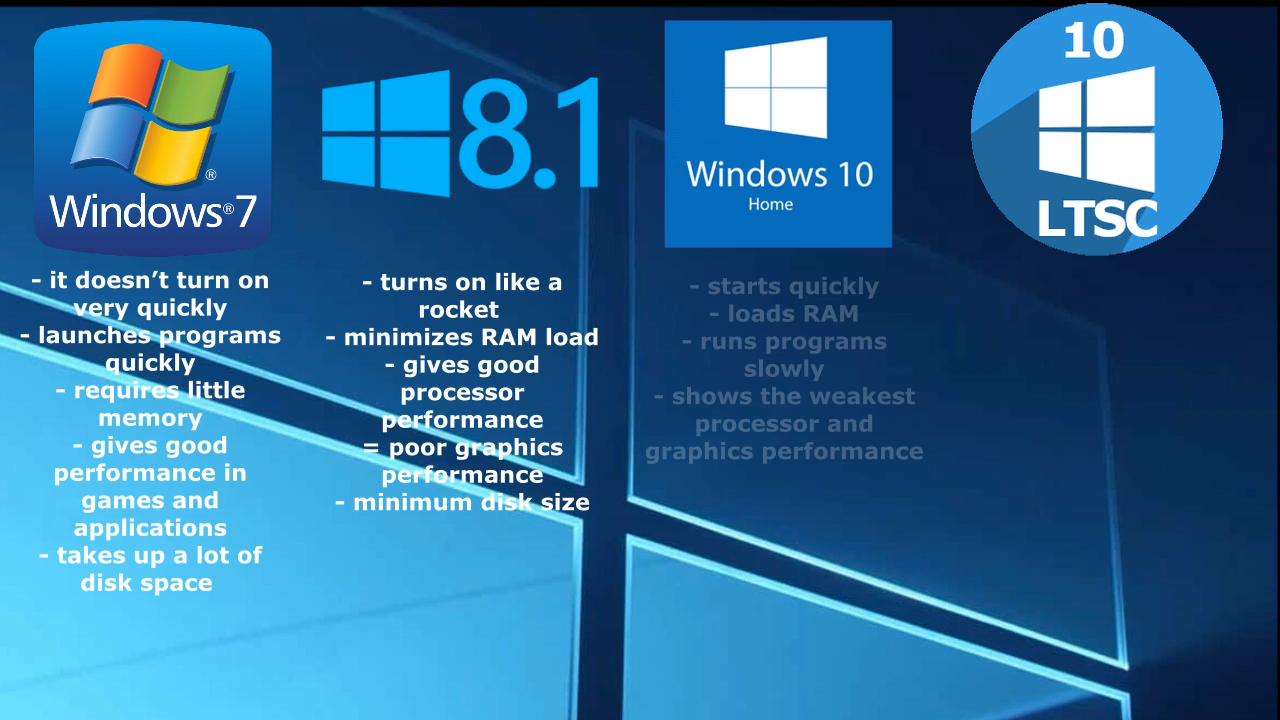 Windows®7
8.1
Windows 10
Home
10
LTSC
- it doesn’t turn on
very quickly
- launches programs
quickly
- requires little
memory
- gives good
performance in
games and
applications
- takes up a lot of
disk space
- turns on like a
rocket
- minimizes RAM load
- gives good
processor
performance
= poor graphics
performance
- minimum disk size
- starts quickly
- loads RAM
- runs programs
slowly
- shows the weakest
processor and
graphics performance